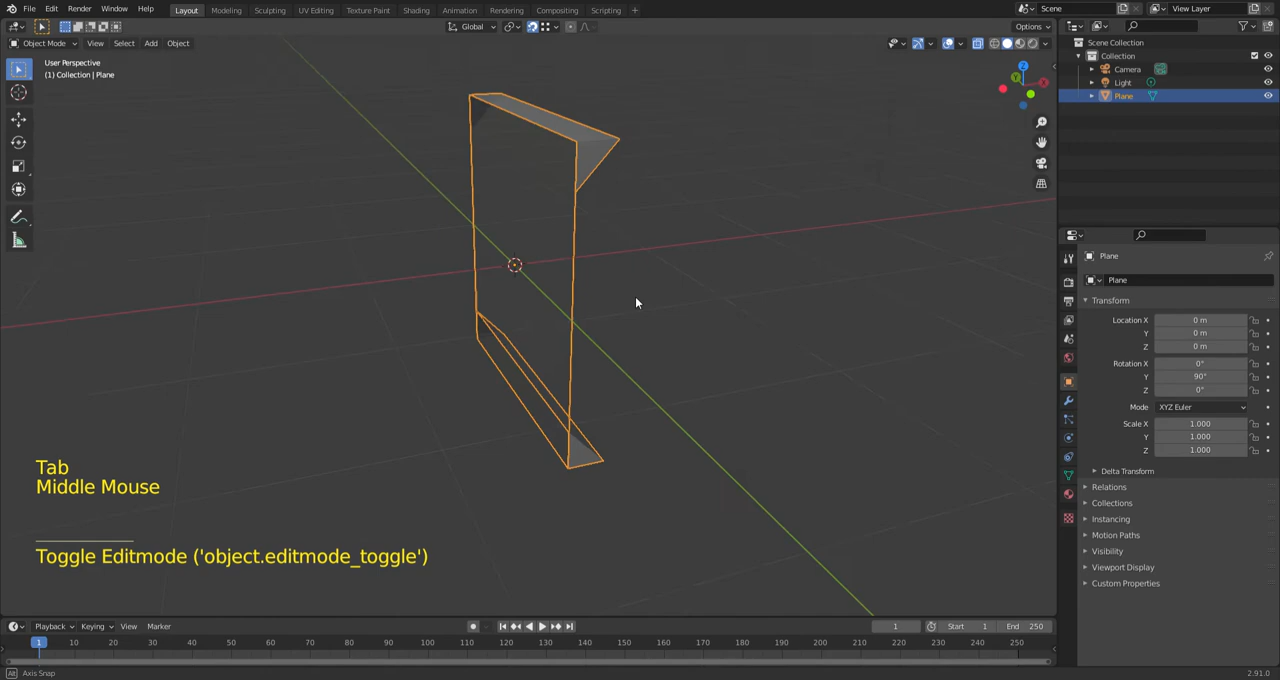 File Edit Render Window Help Layout Modeling Sculpting UV Editing Texture Paint Shading Animation Rendering Compositing Scripting + Scene View Layer
Global Options
Object Mode View Select Add Object
User Perspective
(1) Collection | Plane
Z
Y
X
Scene Collection
Collection
Camera
Light
Plane
Plane
Plane
Transform
Location X 0 m
Y 0 m
Z 0 m
Rotation X 0°
Y 90°
Z 0°
Mode XYZ Euler
Scale X 1.000
Y 1.000
Z 1.000
Delta Transform
Relations
Collections
Instancing
Motion Paths
Visibility
Viewport Display
Custom Properties
Tab
Middle Mouse
Toggle Editmode ('object.editmode_toggle')
Playback Keying View Marker 1 Start 1 End 250
1 10 20 30 40 50 60 70 80 90 100 110 120 130 140 150 160 170 180 190 200 210 220 230 240 250
Alt Axis Snap 2.91.0